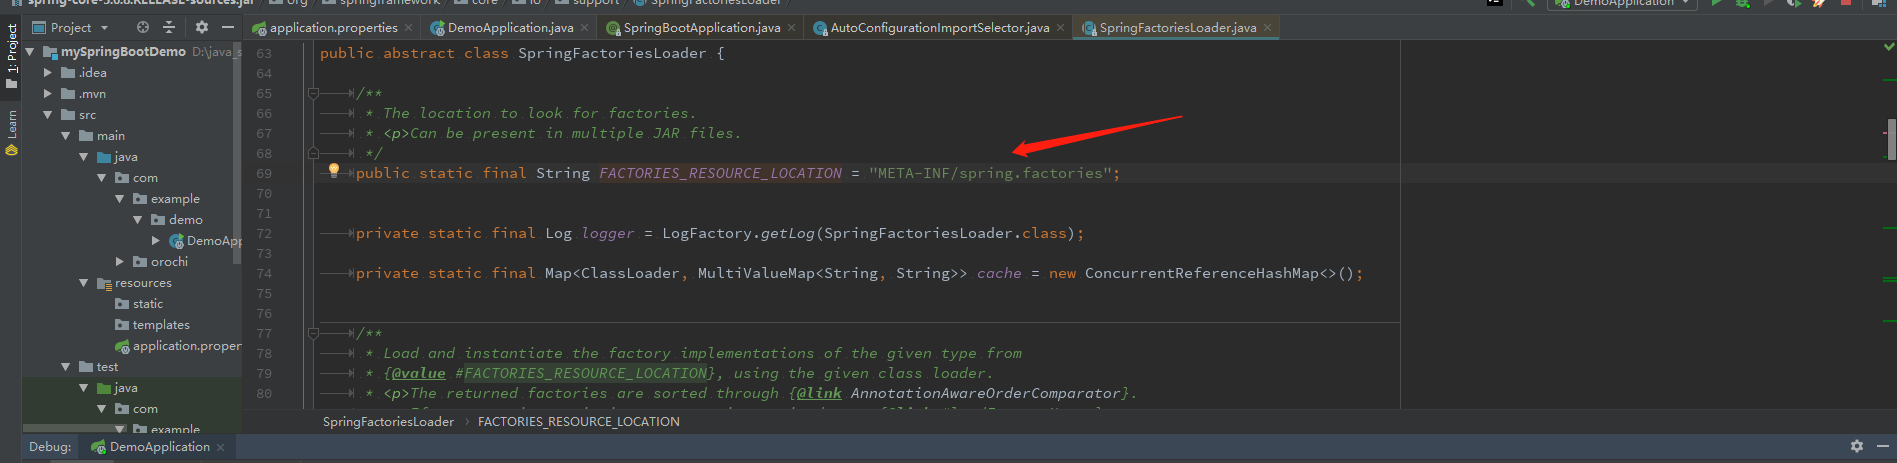 spring-core-5.0.8.RELEASE-sources.jar org springframework core io support SpringFactoriesLoader DemoApplication
Project
application.properties DemoApplication.java SpringBootApplication.java AutoConfigurationImportSelector.java SpringFactoriesLoader.java
1: Project
Learn
mySpringBootDemo D:\java_s
.idea
.mvn
src
main
java
com
example
demo
DemoApp
orochi
resources
static
templates
application.proper
test
java
com
example
63 public abstract class SpringFactoriesLoader {
64
65 /**
66 * The location to look for factories.
67 * <p>Can be present in multiple JAR files.
68 */
69 public static final String FACTORIES_RESOURCE_LOCATION = "META-INF/spring.factories";
70
71
72 private static final Log logger = LogFactory.getLog(SpringFactoriesLoader.class);
73
74 private static final Map<ClassLoader, MultiValueMap<String, String>> cache = new ConcurrentReferenceHashMap<>();
75
76
77 /**
78 * Load and instantiate the factory implementations of the given type from
79 * {@value #FACTORIES_RESOURCE_LOCATION}, using the given class loader.
80 * <p>The returned factories are sorted through {@link AnnotationAwareOrderComparator}.
SpringFactoriesLoader › FACTORIES_RESOURCE_LOCATION
Debug: DemoApplication